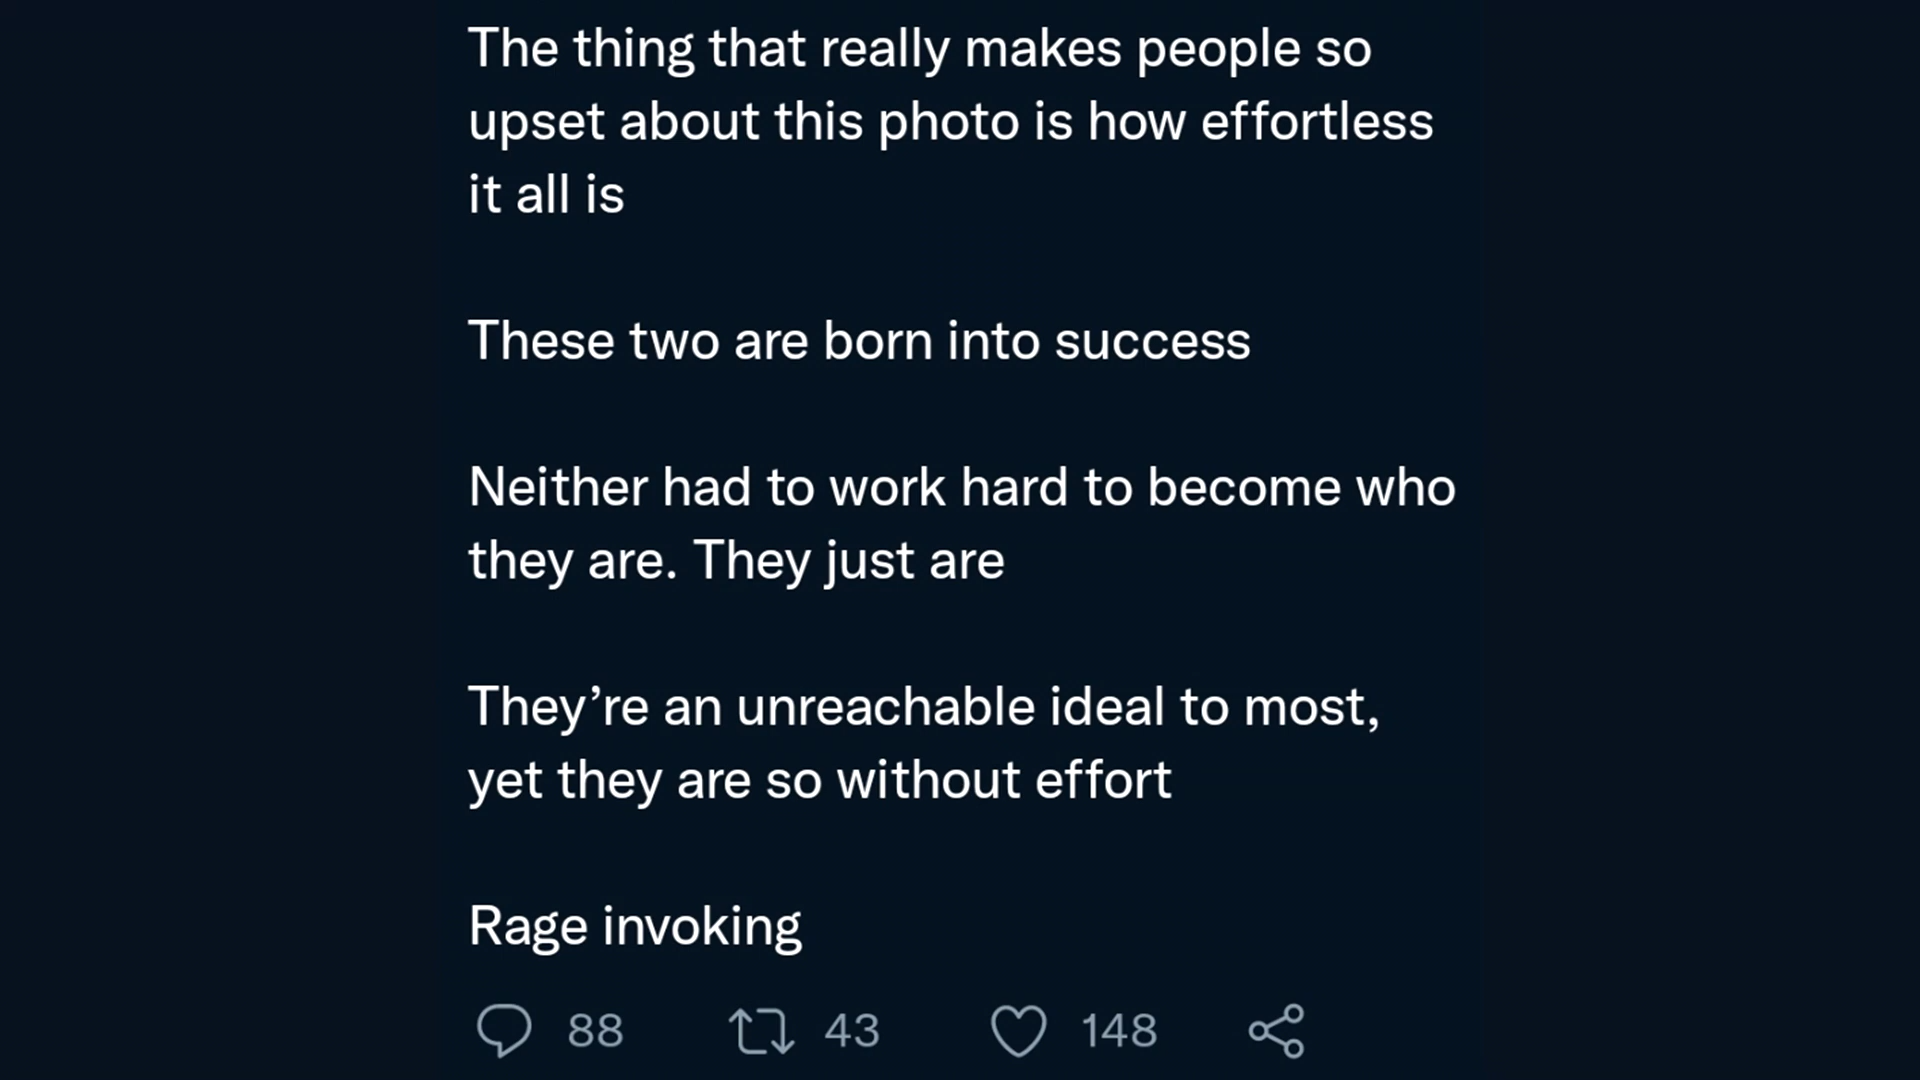 The thing that really makes people so
upset about this photo is how effortless
it all is
These two are born into success
Neither had to work hard to become who
they are. They just are
They’re an unreachable ideal to most,
yet they are so without effort
Rage invoking
88 43 148